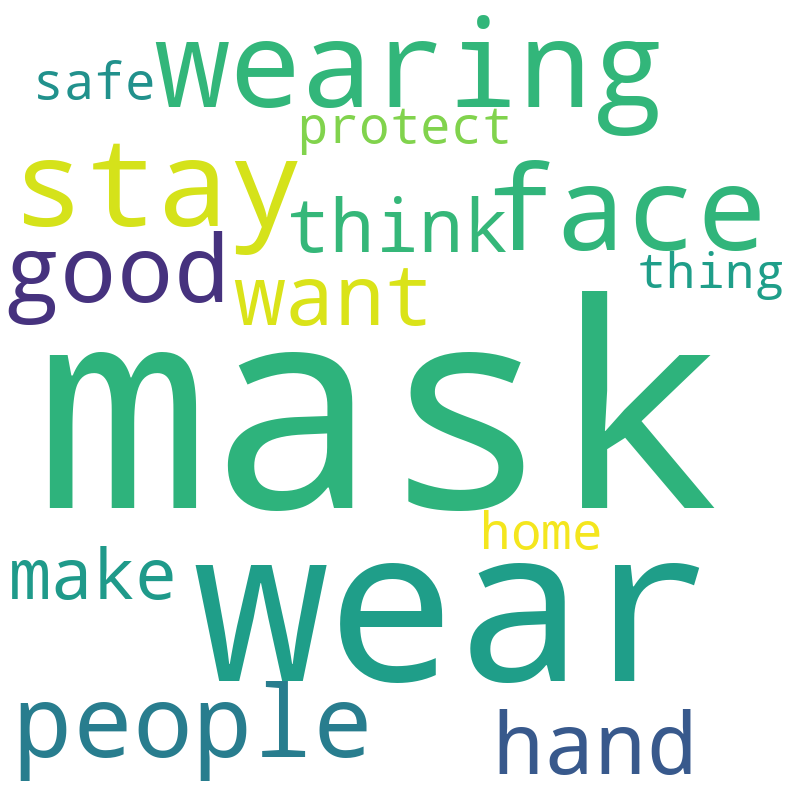 wearing
safe
protect
stay
face
think
good
thing
want
mask
home
make
wear
people
hand